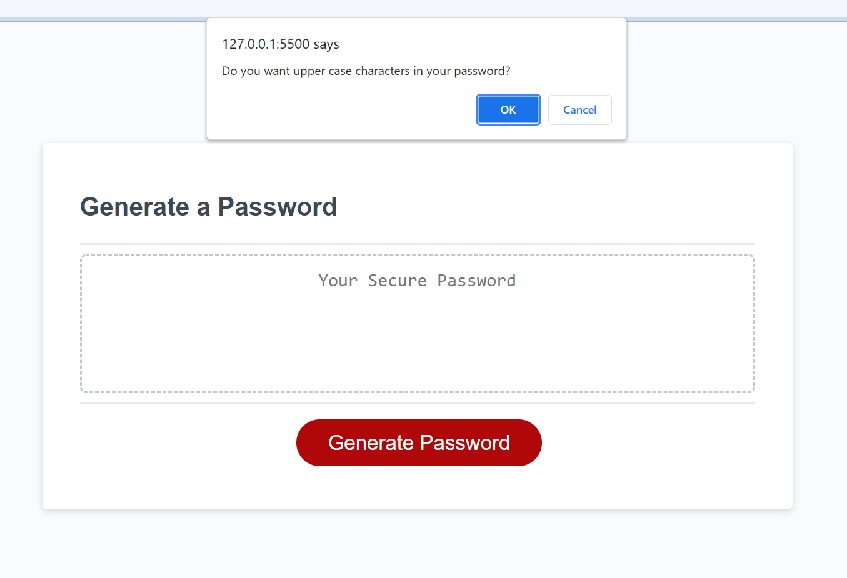 127.0.0.1:5500 says
Do you want upper case characters in your password?
OK Cancel
Generate a Password
Your Secure Password
Generate Password